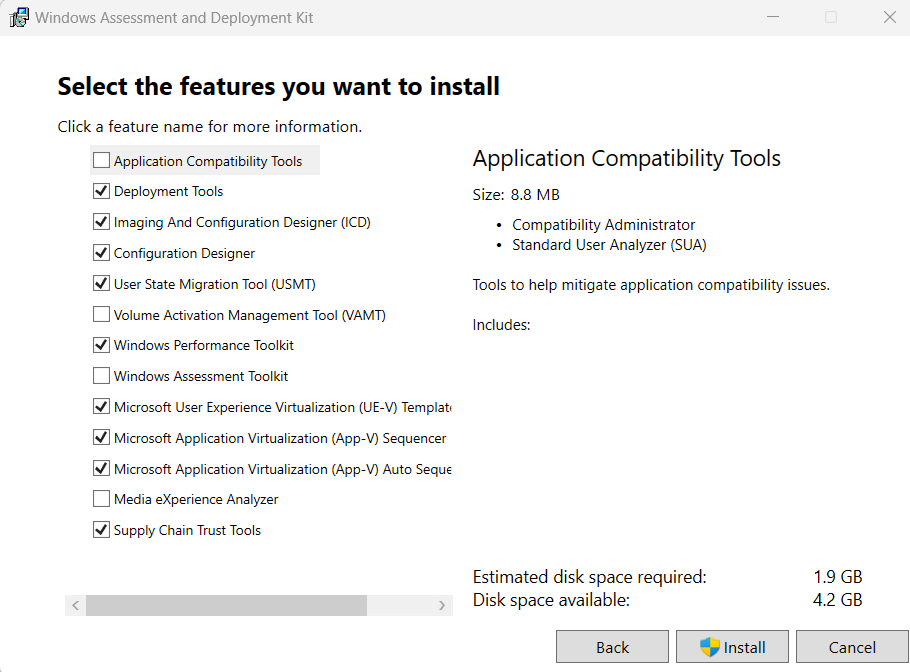 Windows Assessment and Deployment Kit
Select the features you want to install
Click a feature name for more information.
Application Compatibility Tools
Deployment Tools
Imaging And Configuration Designer (ICD)
Configuration Designer
User State Migration Tool (USMT)
Volume Activation Management Tool (VAMT)
Windows Performance Toolkit
Windows Assessment Toolkit
Microsoft User Experience Virtualization (UE-V) Template
Microsoft Application Virtualization (App-V) Sequencer
Microsoft Application Virtualization (App-V) Auto Seque
Media eXperience Analyzer
Supply Chain Trust Tools
Application Compatibility Tools
Size: 8.8 MB
• Compatibility Administrator
• Standard User Analyzer (SUA)
Tools to help mitigate application compatibility issues.
Includes:
Estimated disk space required: 1.9 GB
Disk space available: 4.2 GB
Back
Install
Cancel